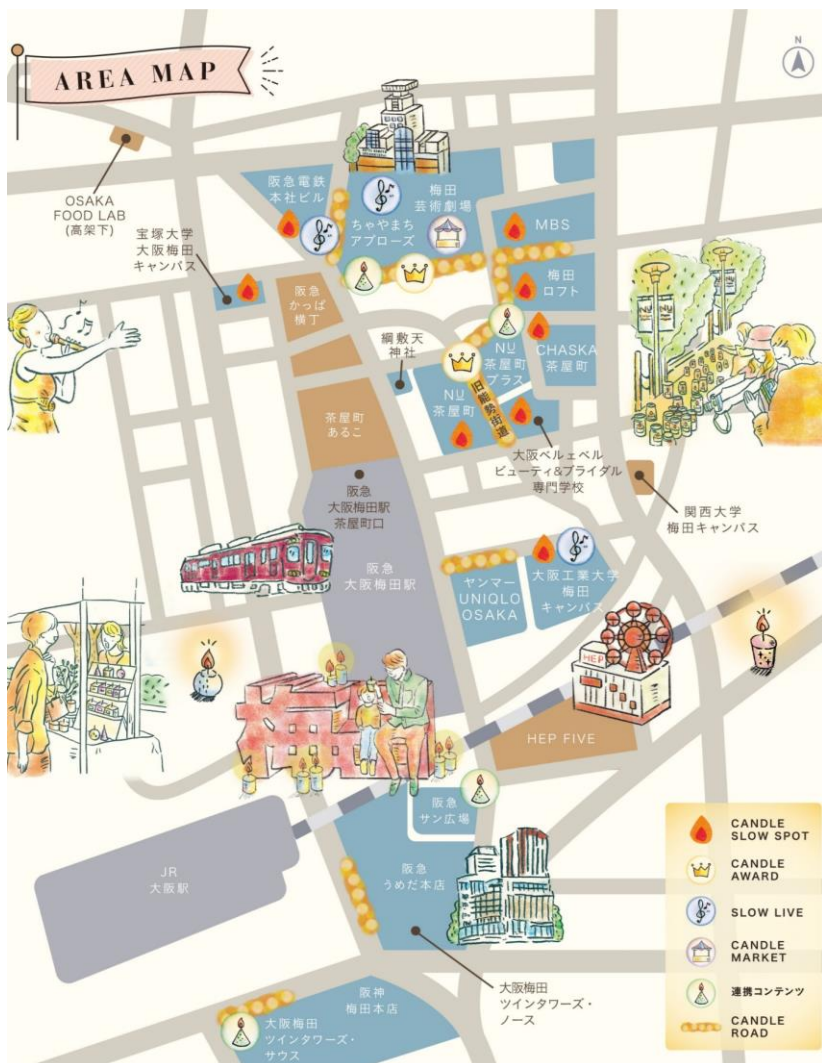 AREA MAP
N
OSAKA
FOOD LAB
(高架下)
宝塚大学
大阪梅田
キャンパス
阪急電鉄
本社ビル
ちゃやまち
アプローズ
梅田
芸術劇場
MBS
梅田
ロフト
阪急
かっぱ
横丁
綱敷天
神社
NU
茶屋町
プラス
CHASKA
茶屋町
NU
茶屋町
旧能勢街道
茶屋町
あるこ
大阪ベルェベル
ビューティ&ブライダル
専門学校
阪急
大阪梅田駅
茶屋町口
関西大学
梅田キャンパス
阪急
大阪梅田駅
ヤンマー
UNIQLO
OSAKA
大阪工業大学
梅田
キャンパス
HEP
HEP FIVE
梅田
阪急
サン広場
JR
大阪駅
阪急
うめだ本店
大阪梅田
ツインタワーズ・
ノース
阪神
梅田本店
大阪梅田
ツインタワーズ・
サウス
CANDLE
SLOW SPOT
CANDLE
AWARD
SLOW LIVE
CANDLE
MARKET
連携コンテンツ
CANDLE
ROAD